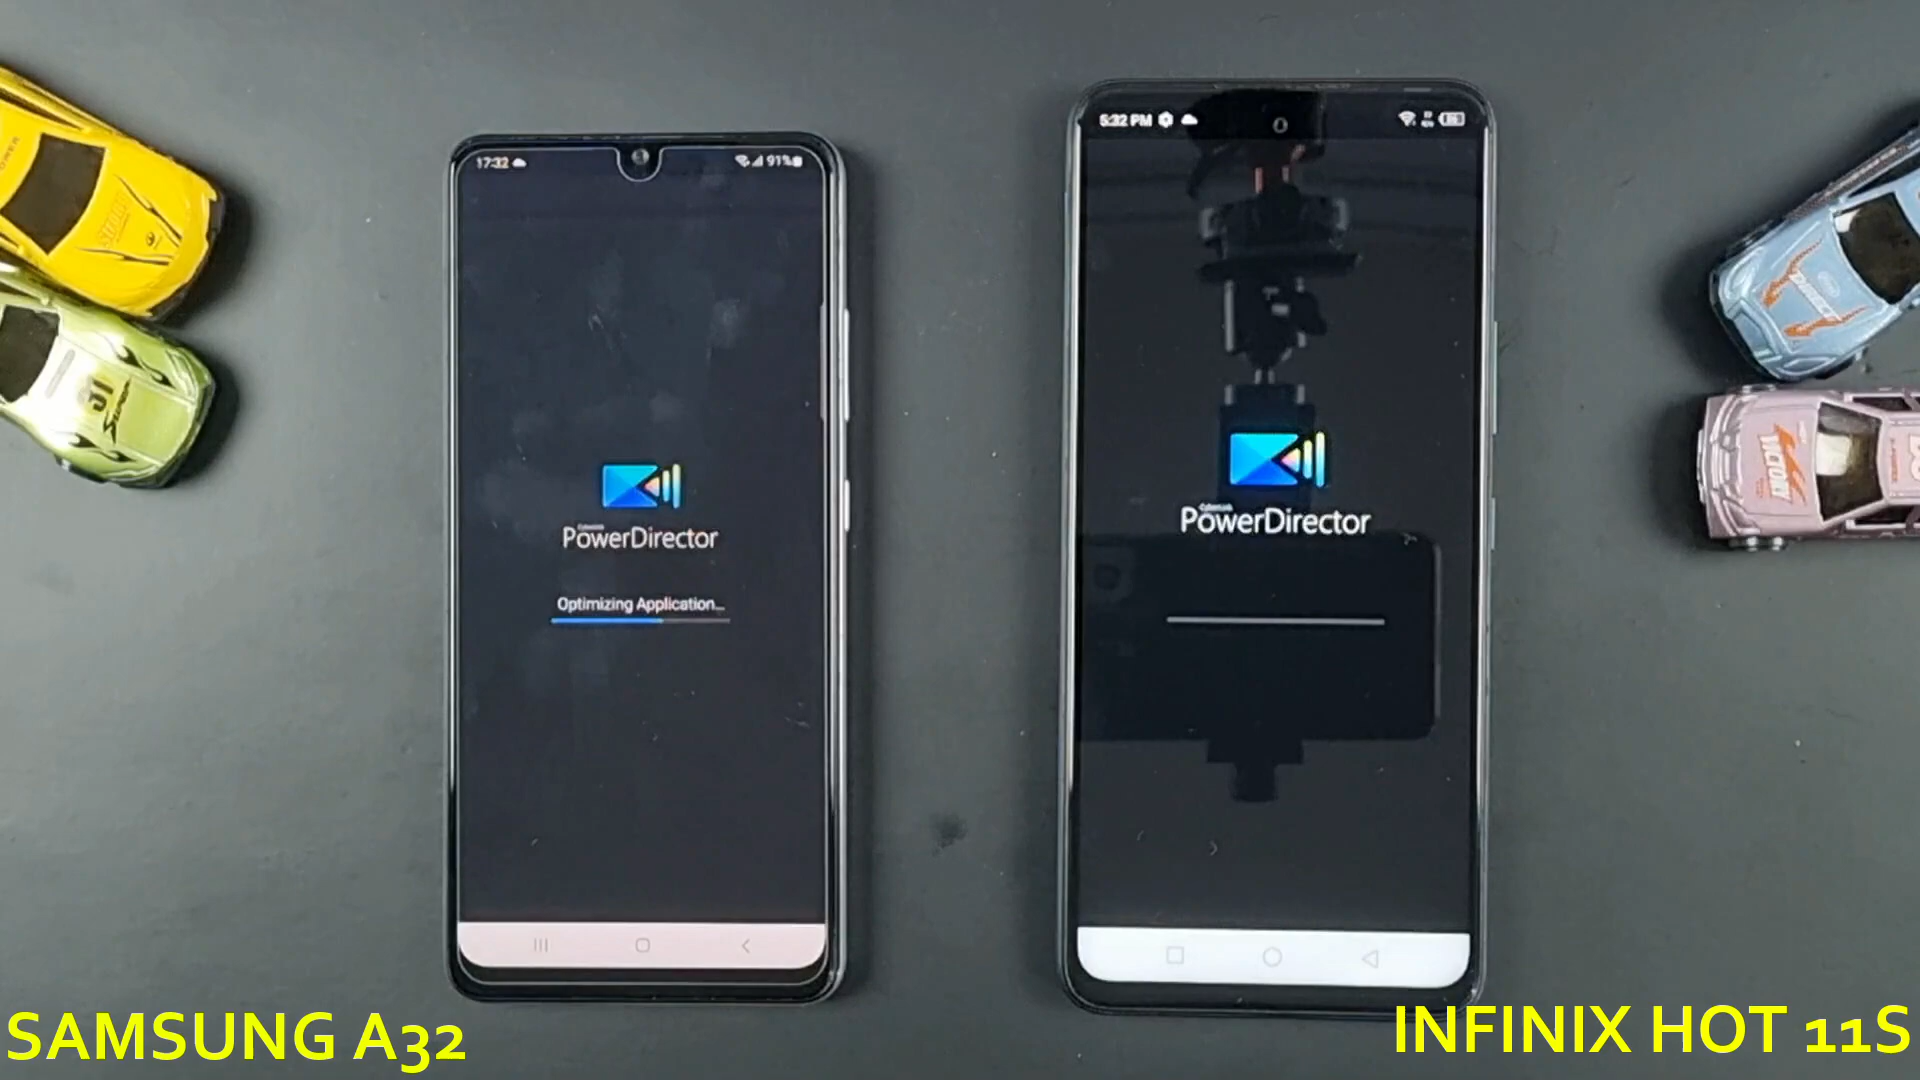 17:32
91%
5:32 PM
PowerDirector
Optimizing Application...
PowerDirector
SAMSUNG A32
INFINIX HOT 11S